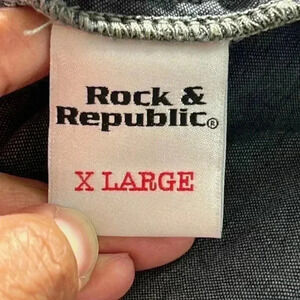 Rock &
Republic®
X LARGE